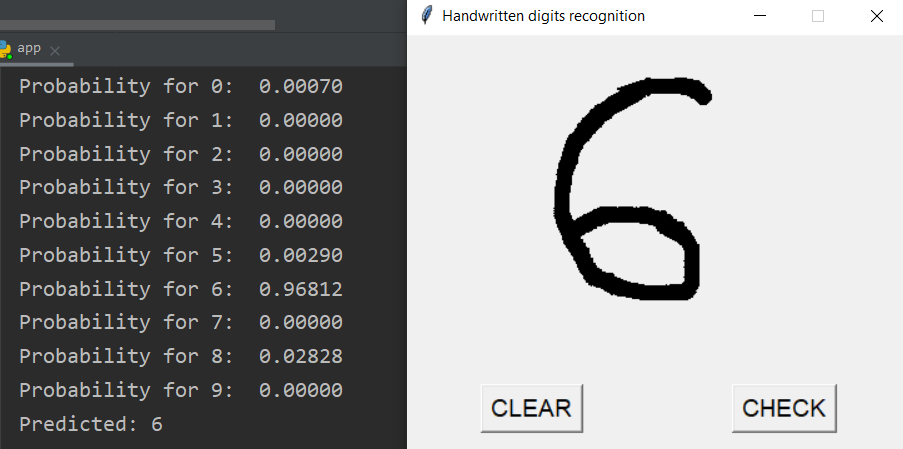 app
Probability for 0: 0.00070
Probability for 1: 0.00000
Probability for 2: 0.00000
Probability for 3: 0.00000
Probability for 4: 0.00000
Probability for 5: 0.00290
Probability for 6: 0.96812
Probability for 7: 0.00000
Probability for 8: 0.02828
Probability for 9: 0.00000
Predicted: 6
Handwritten digits recognition
6
CLEAR
CHECK